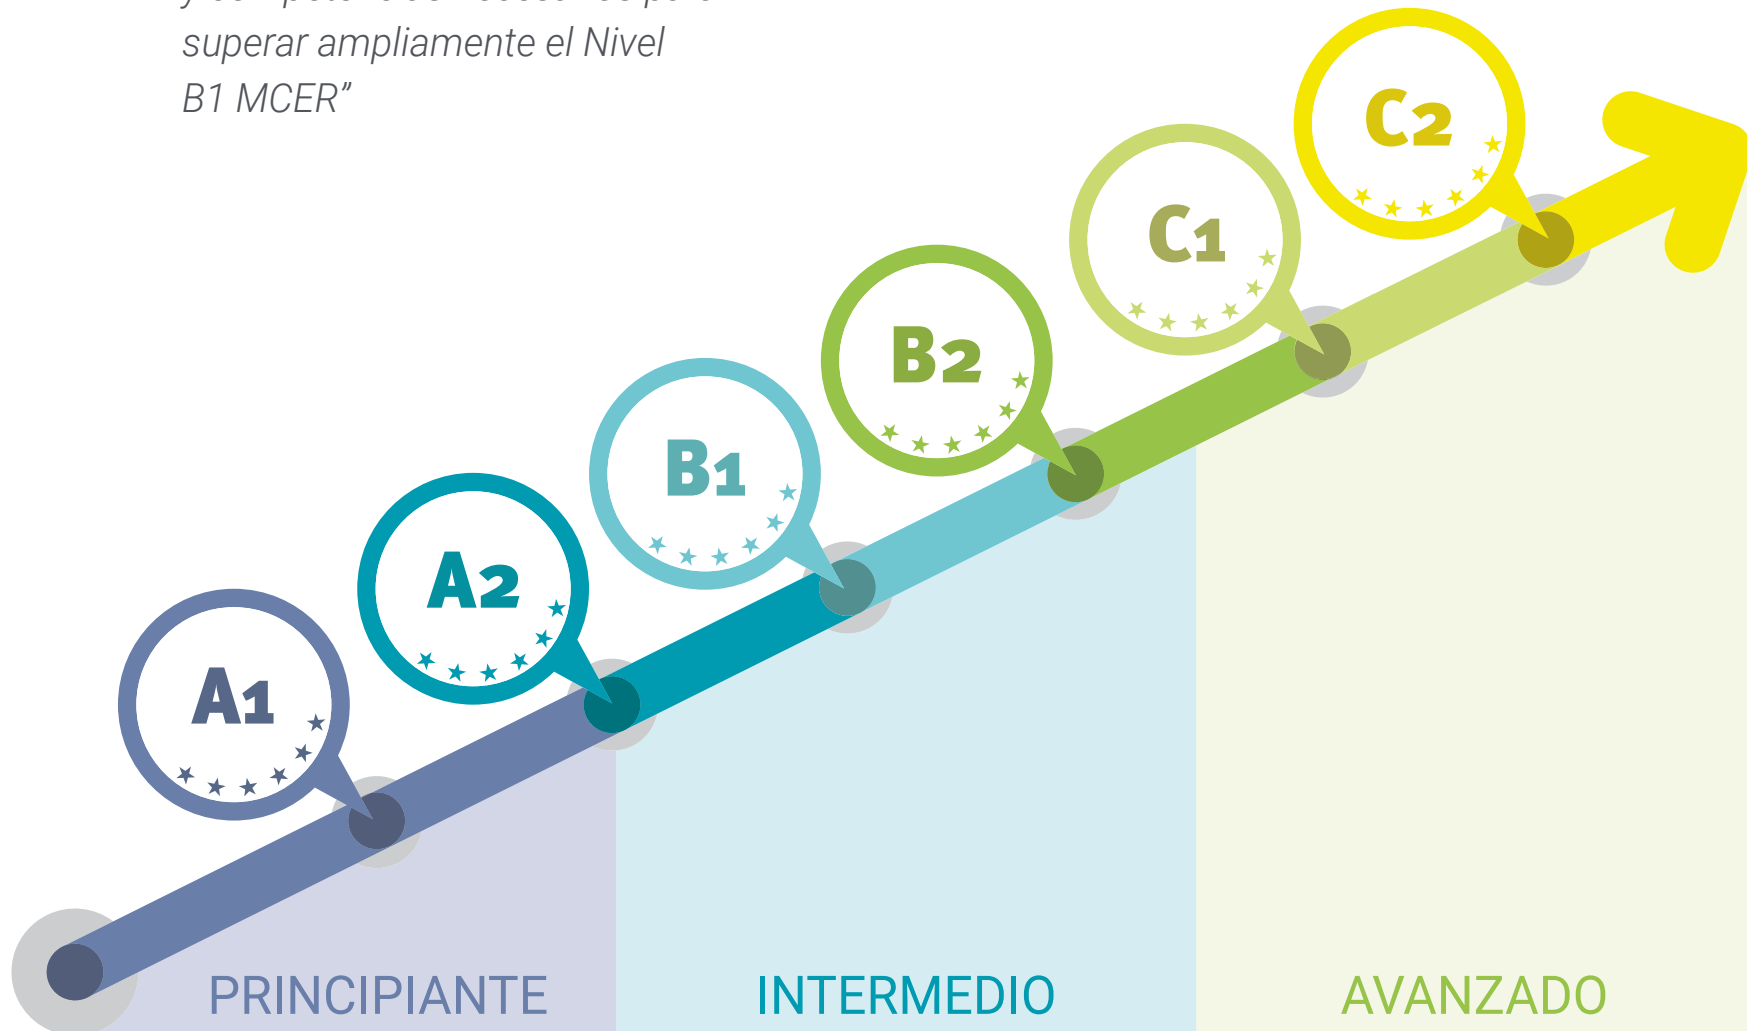 superar ampliamente el Nivel
B1 MCER”
C2
C1
B2
B1
A2
A1
PRINCIPIANTE
INTERMEDIO
AVANZADO